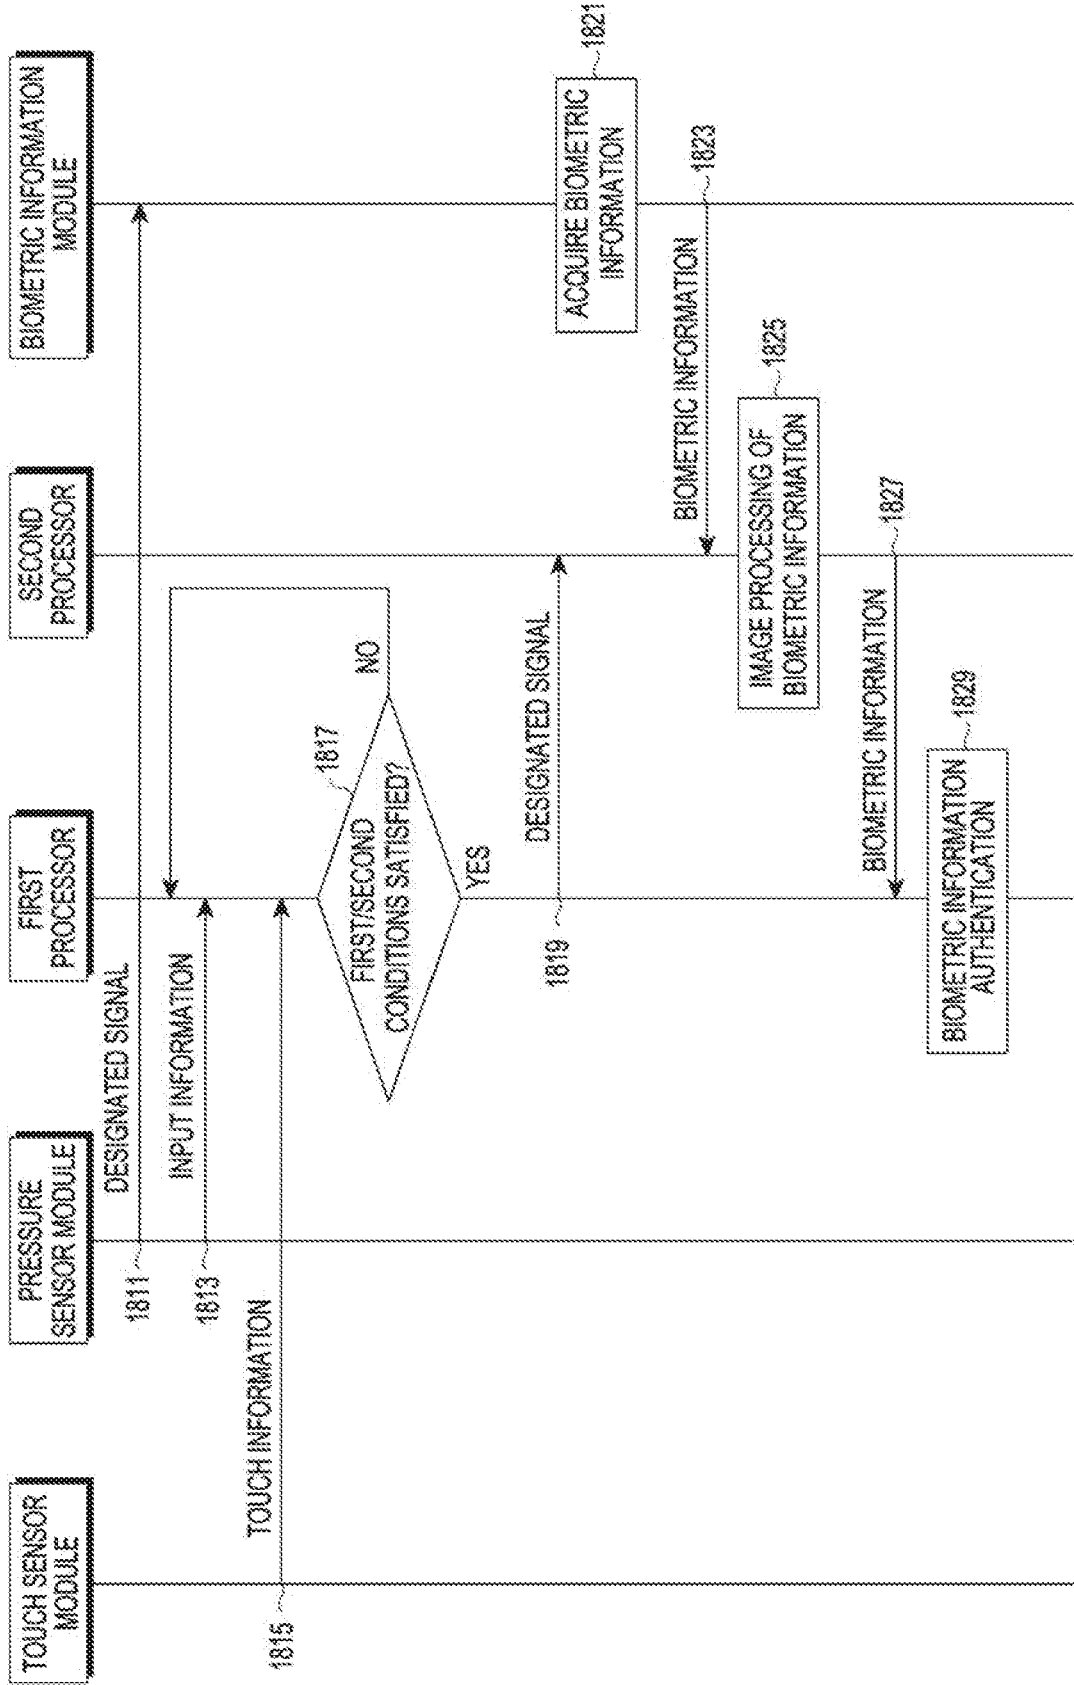 TOUCH SENSOR
MODULE
PRESSURE
SENSOR MODULE
FIRST
PROCESSOR
SECOND
PROCESSOR
BIOMETRIC INFORMATION
MODULE
1811
DESIGNATED SIGNAL
1813
INPUT INFORMATION
1815
TOUCH INFORMATION
1817
FIRST/SECOND
CONDITIONS SATISFIED?
NO
YES
1819
DESIGNATED SIGNAL
ACQUIRE BIOMETRIC
INFORMATION
1821
BIOMETRIC INFORMATION
1823
IMAGE PROCESSING OF
BIOMETRIC INFORMATION
1825
BIOMETRIC INFORMATION
1827
BIOMETRIC INFORMATION
AUTHENTICATION
1829